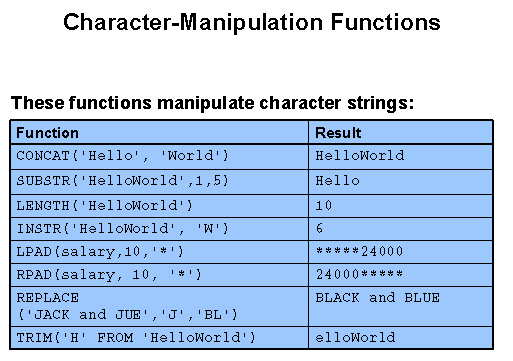 Character-Manipulation Functions
These functions manipulate character strings:
Function Result
CONCAT('Hello', 'World') HelloWorld
SUBSTR('HelloWorld',1,5) Hello
LENGTH('HelloWorld') 10
INSTR('HelloWorld', 'W') 6
LPAD(salary,10,'*') *****24000
RPAD(salary, 10, '*') 24000*****
REPLACE BLACK and BLUE
('JACK and JUE','J','BL')
TRIM('H' FROM 'HelloWorld') elloWorld